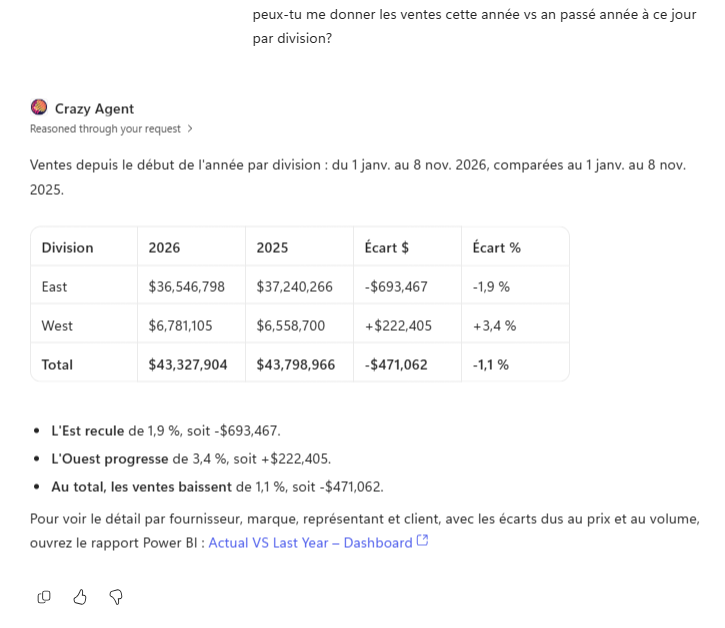 peux-tu me donner les ventes cette année vs an passé année à ce jour
par division?
Crazy Agent
Reasoned through your request >
Ventes depuis le début de l'année par division : du 1 janv. au 8 nov. 2026, comparées au 1 janv. au 8 nov.
2025.
Division 2026 2025 Écart $ Écart %
East $36,546,798 $37,240,266 -$693,467 -1,9 %
West $6,781,105 $6,558,700 +$222,405 +3,4 %
Total $43,327,904 $43,798,966 -$471,062 -1,1 %
• L'Est recule de 1,9 %, soit -$693,467.
• L'Ouest progresse de 3,4 %, soit +$222,405.
• Au total, les ventes baissent de 1,1 %, soit -$471,062.
Pour voir le détail par fournisseur, marque, représentant et client, avec les écarts dus au prix et au volume,
ouvrez le rapport Power BI : Actual VS Last Year – Dashboard